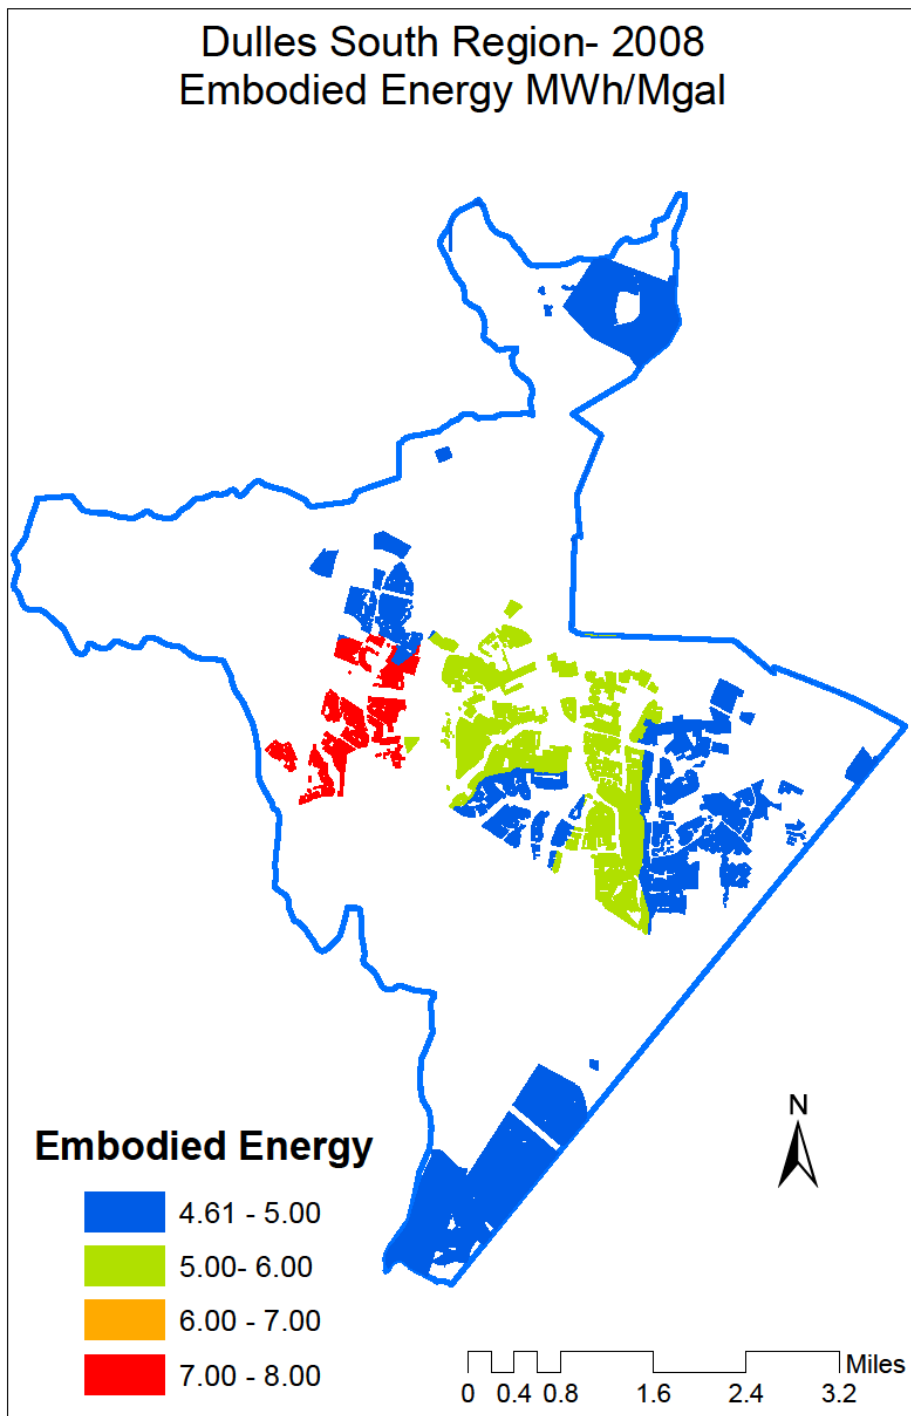 Dulles South Region- 2008
Embodied Energy MWh/Mgal
N
Embodied Energy
4.61 - 5.00
5.00- 6.00
6.00 - 7.00
7.00 - 8.00
Miles
0 0.4 0.8 1.6 2.4 3.2